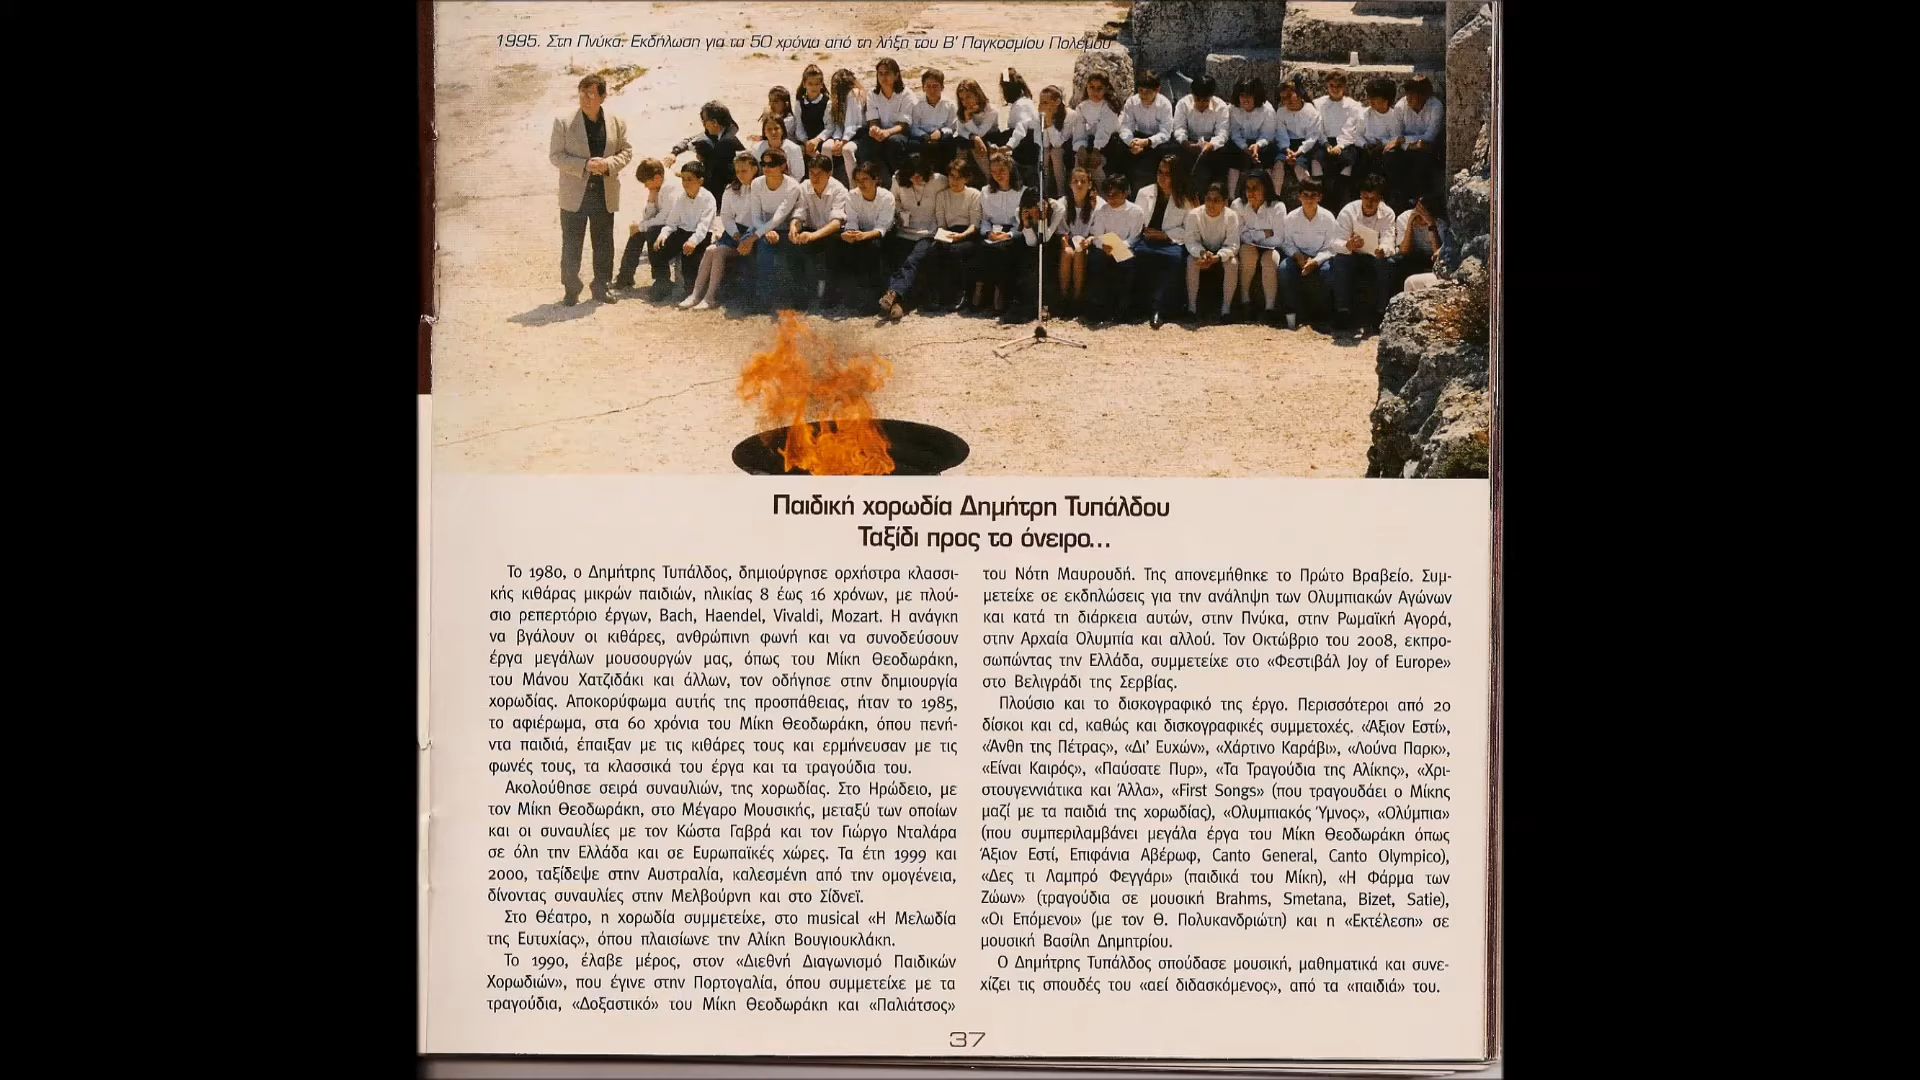 1995. Στη Πνύκα. Εκδήλωση για τα 50 χρόνια από τη λήξη του Β' Παγκοσμίου Πολέμου
Παιδική χορωδία Δημήτρη Τυπάλδου
Ταξίδι προς το όνειρο...
Το 1980, ο Δημήτρης Τυπάλδος, δημιούργησε ορχήστρα κλασσι-
κής κιθάρας μικρών παιδιών, ηλικίας 8 έως 16 χρόνων, με πλού-
σιο ρεπερτόριο έργων, Bach, Haendel, Vivaldi, Mozart. Η ανάγκη
να βγάλουν οι κιθάρες, ανθρώπινη φωνή και να συνοδεύσουν
έργα μεγάλων μουσουργών μας, όπως του Μίκη Θεοδωράκη,
του Μάνου Χατζιδάκι και άλλων, τον οδήγησε στην δημιουργία
χορωδίας. Αποκορύφωμα αυτής της προσπάθειας, ήταν το 1985,
το αφιέρωμα, στα 60 χρόνια του Μίκη Θεοδωράκη, όπου πενή-
ντα παιδιά, έπαιξαν με τις κιθάρες τους και ερμήνευσαν με τις
φωνές τους, τα κλασσικά του έργα και τα τραγούδια του.
Ακολούθησε σειρά συναυλιών, της χορωδίας. Στο Ηρώδειο, με
τον Μίκη Θεοδωράκη, στο Μέγαρο Μουσικής, μεταξύ των οποίων
και οι συναυλίες με τον Κώστα Γαβρά και τον Γιώργο Νταλάρα
σε όλη την Ελλάδα και σε Ευρωπαϊκές χώρες. Τα έτη 1999 και
2000, ταξίδεψε στην Αυστραλία, καλεσμένη από την ομογένεια,
δίνοντας συναυλίες στην Μελβούρνη και στο Σίδνεϊ.
Στο Θέατρο, η χορωδία συμμετείχε, στο musical «Η Μελωδία
της Ευτυχίας», όπου πλαισίωνε την Αλίκη Βουγιουκλάκη.
Το 1990, έλαβε μέρος, στον «Διεθνή Διαγωνισμό Παιδικών
Χορωδιών», που έγινε στην Πορτογαλία, όπου συμμετείχε με τα
τραγούδια, «Δοξαστικό» του Μίκη Θεοδωράκη και «Παλιάτσος»
του Νότη Μαυρουδή. Της απονεμήθηκε το Πρώτο Βραβείο. Συμ-
μετείχε σε εκδηλώσεις για την ανάληψη των Ολυμπιακών Αγώνων
και κατά τη διάρκεια αυτών, στην Πνύκα, στην Ρωμαϊκή Αγορά,
στην Αρχαία Ολυμπία και αλλού. Τον Οκτώβριο του 2008, εκπρο-
σωπώντας την Ελλάδα, συμμετείχε στο «Φεστιβάλ Joy of Europe»
στο Βελιγράδι της Σερβίας.
Πλούσιο και το δισκογραφικό της έργο. Περισσότεροι από 20
δίσκοι και cd, καθώς και δισκογραφικές συμμετοχές. «Άξιον Εστί»,
«Άνθη της Πέτρας», «Δι' Ευχών», «Χάρτινο Καράβι», «Λούνα Παρκ»,
«Είναι Καιρός», «Παύσατε Πυρ», «Τα Τραγούδια της Αλίκης», «Χρι-
στουγεννιάτικα και Άλλα», «First Songs» (που τραγουδάει ο Μίκης
μαζί με τα παιδιά της χορωδίας), «Ολυμπιακός Ύμνος», «Ολύμπια»
(που συμπεριλαμβάνει μεγάλα έργα του Μίκη Θεοδωράκη όπως
Άξιον Εστί, Επιφάνια Αβέρωφ, Canto General, Canto Olympico),
«Δες τι Λαμπρό Φεγγάρι» (παιδικά του Μίκη), «Η Φάρμα των
Ζώων» (τραγούδια σε μουσική Brahms, Smetana, Bizet, Satie),
«Οι Επόμενοι» (με τον Θ. Πολυκανδριώτη) και η «Εκτέλεση» σε
μουσική Βασίλη Δημητρίου.
Ο Δημήτρης Τυπάλδος σπούδασε μουσική, μαθηματικά και συνε-
χίζει τις σπουδές του «αεί διδασκόμενος», από τα «παιδιά» του.
37